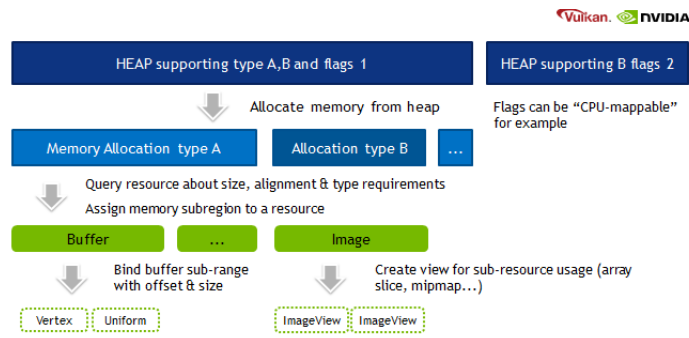 Vulkan. NVIDIA
HEAP supporting type A,B and flags 1
HEAP supporting B flags 2
Allocate memory from heap
Flags can be “CPU-mappable”
for example
Memory Allocation type A
Allocation type B
...
Query resource about size, alignment & type requirements
Assign memory subregion to a resource
Buffer
...
Image
Bind buffer sub-range
with offset & size
Create view for sub-resource usage (array
slice, mipmap...)
Vertex
Uniform
ImageView
ImageView